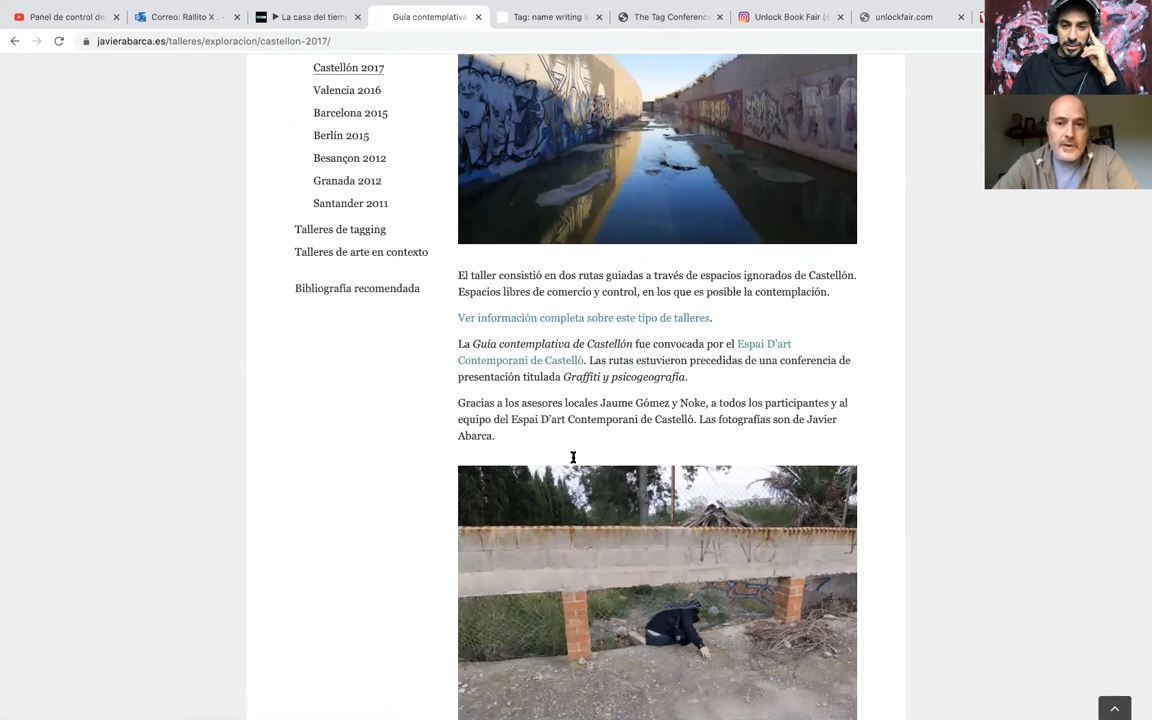 Panel de control de
Correo: Rallito X . -
La casa del tiem
Guía contemplativa
Tag: name writing i
The Tag Conferenc
Instagram Unlock Book Fair (
unlockfair.com
javierabarca.es/talleres/exploracion/castellon-2017/
Castellón 2017
Valencia 2016
Barcelona 2015
Berlín 2015
Besançon 2012
Granada 2012
Santander 2011
Talleres de tagging
Talleres de arte en contexto
Bibliografía recomendada
El taller consistió en dos rutas guiadas a través de espacios ignorados de Castellón.
Espacios libres de comercio y control, en los que es posible la contemplación.
Ver información completa sobre este tipo de talleres.
La Guía contemplativa de Castellón fue convocada por el Espai D'art
Contemporani de Castelló. Las rutas estuvieron precedidas de una conferencia de
presentación titulada Graffiti y psicogeografía.
Gracias a los asesores locales Jaume Gómez y Noke, a todos los participantes y al
equipo del Espai D'art Contemporani de Castelló. Las fotografías son de Javier
Abarca.